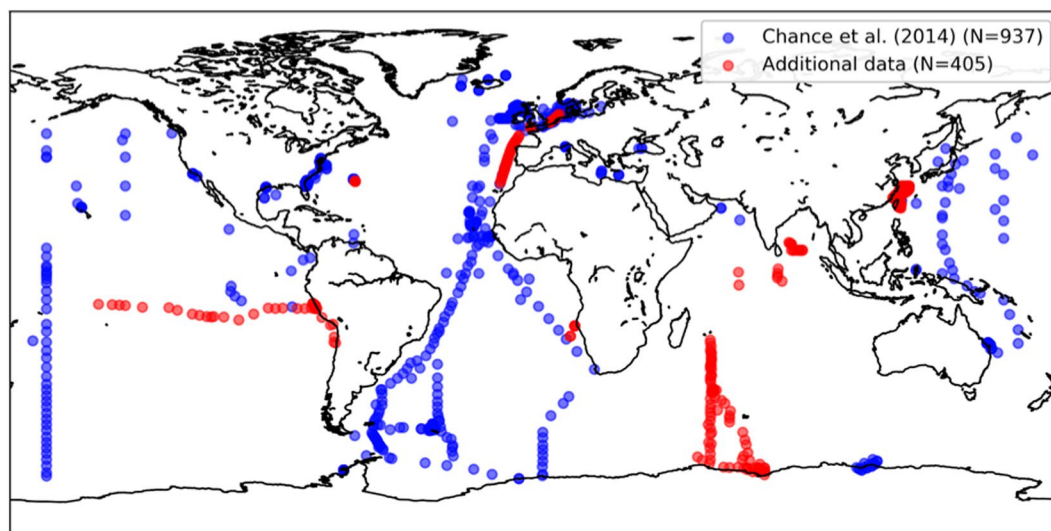 Chance et al. (2014) (N=937)
Additional data (N=405)